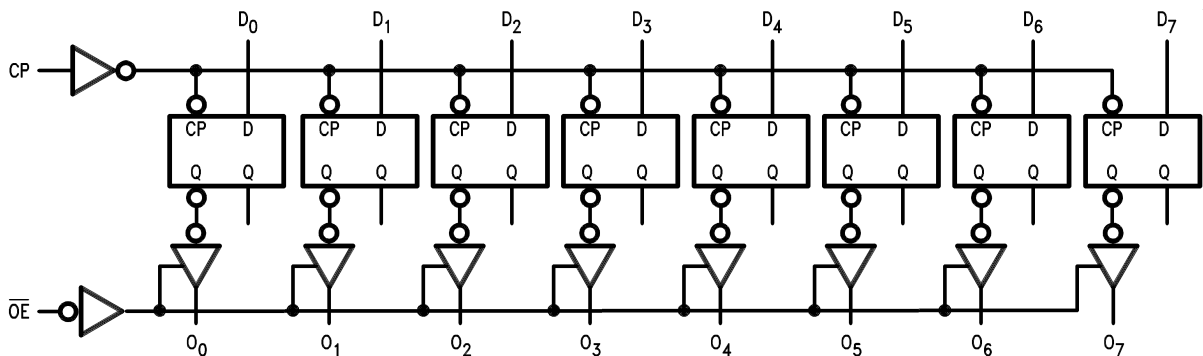 D₀ D₁ D₂ D₃ D₄ D₅ D₆ D₇
CP
CP D CP D CP D CP D CP D CP D CP D CP D
Q Q Q Q Q Q Q Q Q Q Q Q Q Q Q Q
O̅E̅
O₀ O₁ O₂ O₃ O₄ O₅ O₆ O₇